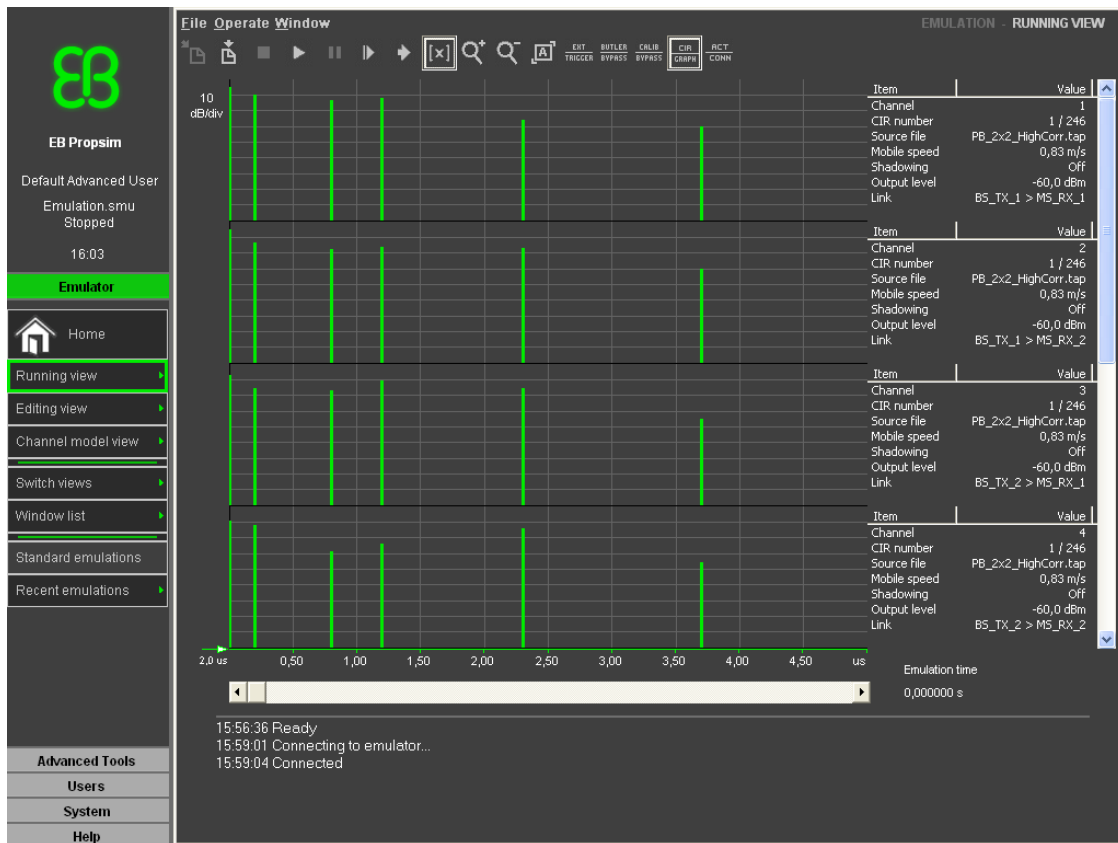 File Operate Window
EMULATION - RUNNING VIEW
EB
EB Propsim
Default Advanced User
Emulation.smu
Stopped
16:03
Emulator
Home
Running view
Editing view
Channel model view
Switch views
Window list
Standard emulations
Recent emulations
Advanced Tools
Users
System
Help
[x]
A
EXT TRIGGER
BUTLER BYPASS
CALIB BYPASS
CIR GRAPH
ACT CONN
10
dB/div
Item Value
Channel 1
CIR number 1 / 246
Source file PB_2x2_HighCorr.tap
Mobile speed 0,83 m/s
Shadowing Off
Output level -60,0 dBm
Link BS_TX_1 > MS_RX_1
Item Value
Channel 2
CIR number 1 / 246
Source file PB_2x2_HighCorr.tap
Mobile speed 0,83 m/s
Shadowing Off
Output level -60,0 dBm
Link BS_TX_1 > MS_RX_2
Item Value
Channel 3
CIR number 1 / 246
Source file PB_2x2_HighCorr.tap
Mobile speed 0,83 m/s
Shadowing Off
Output level -60,0 dBm
Link BS_TX_2 > MS_RX_1
Item Value
Channel 4
CIR number 1 / 246
Source file PB_2x2_HighCorr.tap
Mobile speed 0,83 m/s
Shadowing Off
Output level -60,0 dBm
Link BS_TX_2 > MS_RX_2
2,0 us 0,50 1,00 1,50 2,00 2,50 3,00 3,50 4,00 4,50 us
Emulation time
0,000000 s
15:56:36 Ready
15:59:01 Connecting to emulator...
15:59:04 Connected